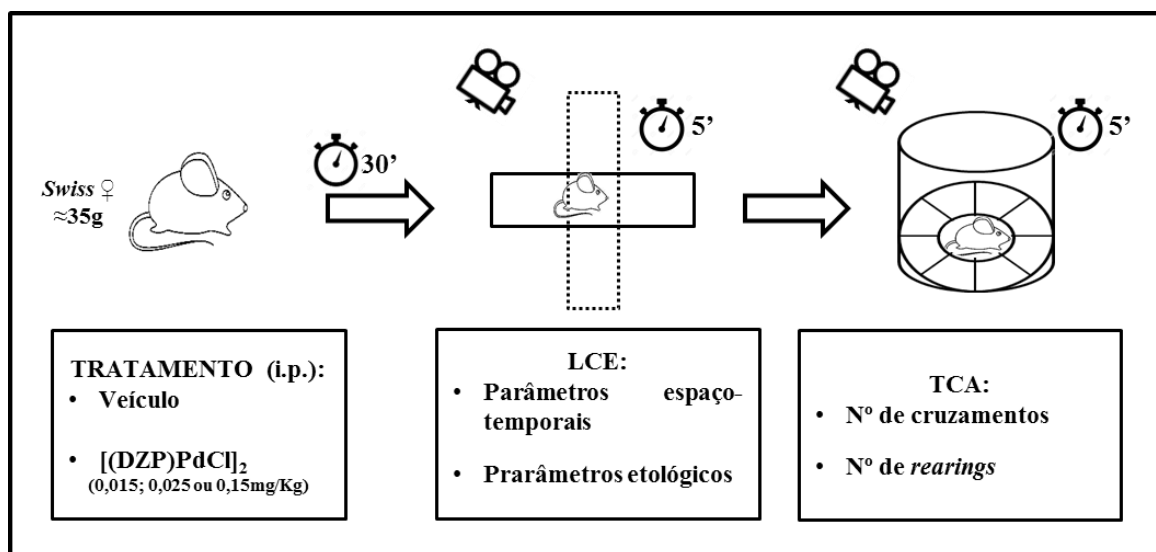 Swiss ♀
≈35g
30’
5’
5’
TRATAMENTO (i.p.):
• Veículo
• [(DZP)PdCl]₂
(0,015; 0,025 ou 0,15mg/Kg)
LCE:
• Parâmetros espaço-
temporais
• Prarâmetros etológicos
TCA:
• Nº de cruzamentos
• Nº de rearings